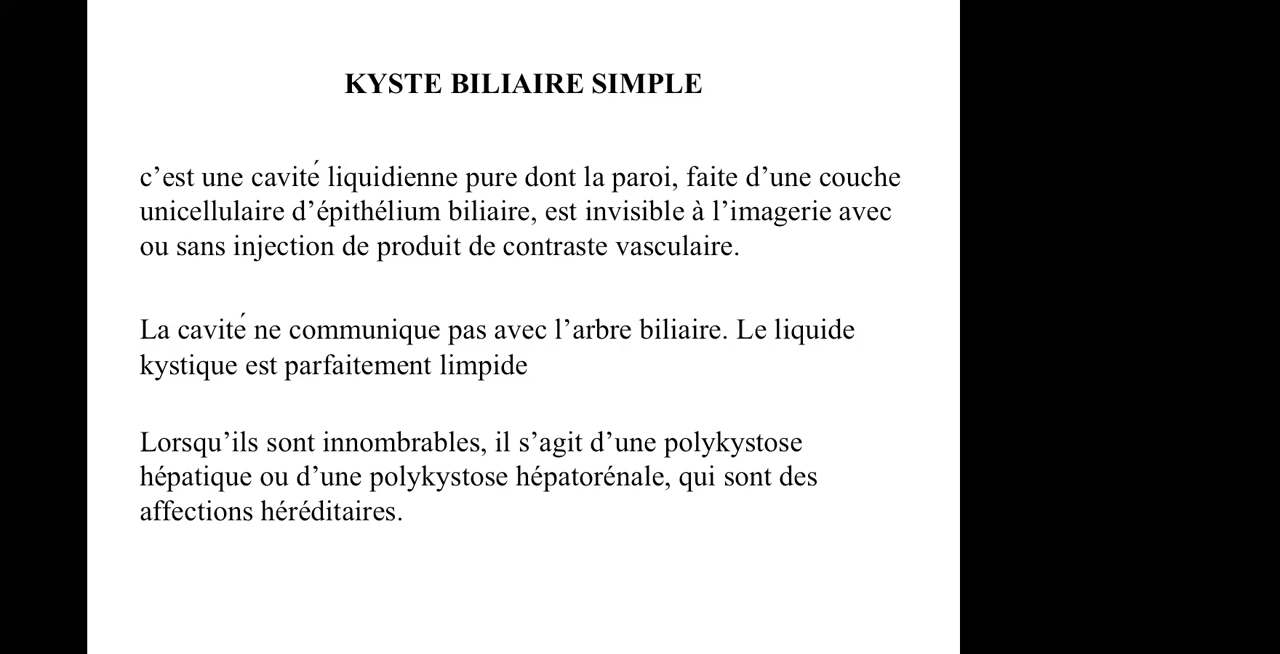 KYSTE BILIAIRE SIMPLE
c’est une cavité liquidienne pure dont la paroi, faite d’une couche
unicellulaire d’épithélium biliaire, est invisible à l’imagerie avec
ou sans injection de produit de contraste vasculaire.
La cavité ne communique pas avec l’arbre biliaire. Le liquide
kystique est parfaitement limpide
Lorsqu’ils sont innombrables, il s’agit d’une polykystose
hépatique ou d’une polykystose hépatorénale, qui sont des
affections héréditaires.